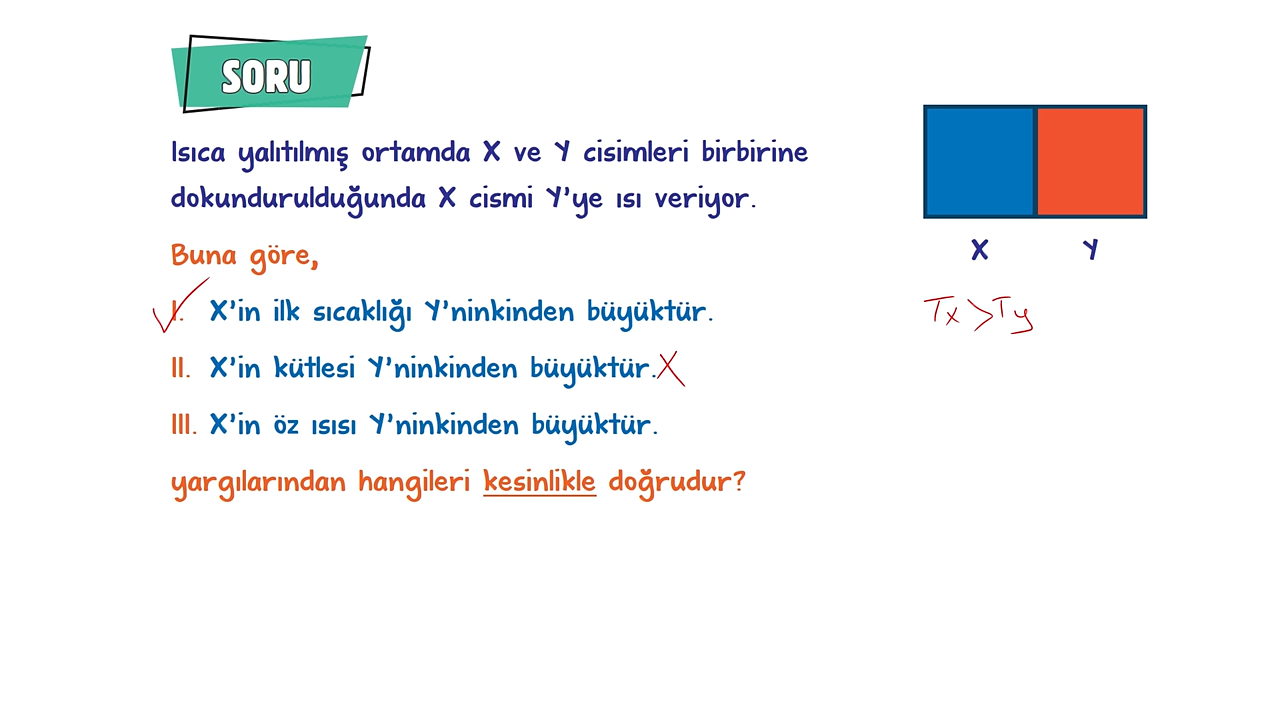 SORU
Isıca yalıtılmış ortamda X ve Y cisimleri birbirine
dokundurulduğunda X cismi Y'ye ısı veriyor.
Buna göre,
I. X'in ilk sıcaklığı Y'ninkinden büyüktür.
II. X'in kütlesi Y'ninkinden büyüktür.
III. X'in öz ısısı Y'ninkinden büyüktür.
yargılarından hangileri kesinlikle doğrudur?
X Y
Tx > Ty